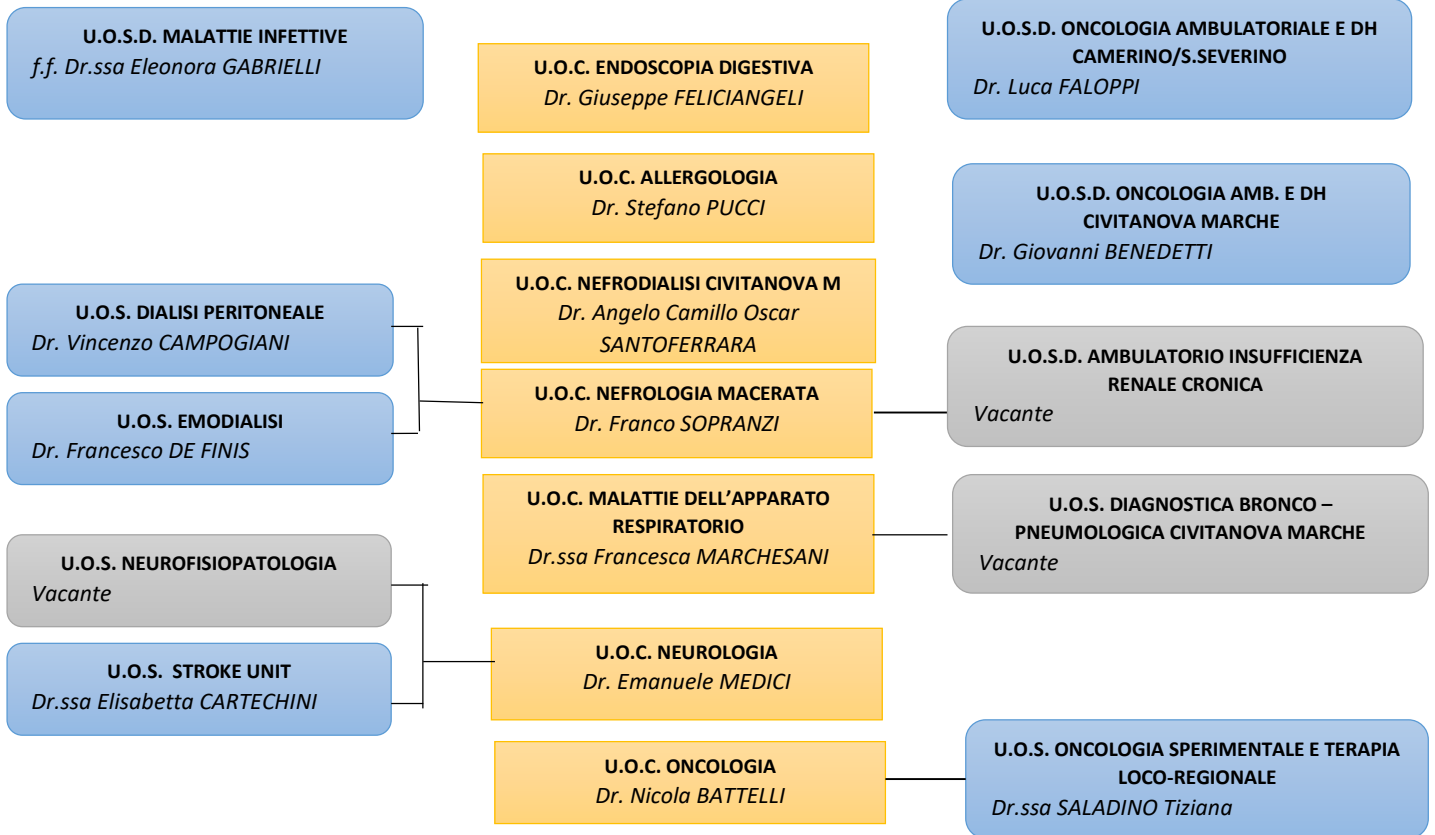 U.O.S.D. MALATTIE INFETTIVE
f.f. Dr.ssa Eleonora GABRIELLI
U.O.S. DIALISI PERITONEALE
Dr. Vincenzo CAMPOGIANI
U.O.S. EMODIALISI
Dr. Francesco DE FINIS
U.O.S. NEUROFISIOPATOLOGIA
Vacante
U.O.S. STROKE UNIT
Dr.ssa Elisabetta CARTECHINI
U.O.C. ENDOSCOPIA DIGESTIVA
Dr. Giuseppe FELICIANGELI
U.O.C. ALLERGOLOGIA
Dr. Stefano PUCCI
U.O.C. NEFRODIALISI CIVITANOVA M
Dr. Angelo Camillo Oscar
SANTOFERRARA
U.O.C. NEFROLOGIA MACERATA
Dr. Franco SOPRANZI
U.O.C. MALATTIE DELL’APPARATO
RESPIRATORIO
Dr.ssa Francesca MARCHESANI
U.O.C. NEUROLOGIA
Dr. Emanuele MEDICI
U.O.C. ONCOLOGIA
Dr. Nicola BATTELLI
U.O.S.D. ONCOLOGIA AMBULATORIALE E DH
CAMERINO/S.SEVERINO
Dr. Luca FALOPPI
U.O.S.D. ONCOLOGIA AMB. E DH
CIVITANOVA MARCHE
Dr. Giovanni BENEDETTI
U.O.S.D. AMBULATORIO INSUFFICIENZA
RENALE CRONICA
Vacante
U.O.S. DIAGNOSTICA BRONCO –
PNEUMOLOGICA CIVITANOVA MARCHE
Vacante
U.O.S. ONCOLOGIA SPERIMENTALE E TERAPIA
LOCO-REGIONALE
Dr.ssa SALADINO Tiziana